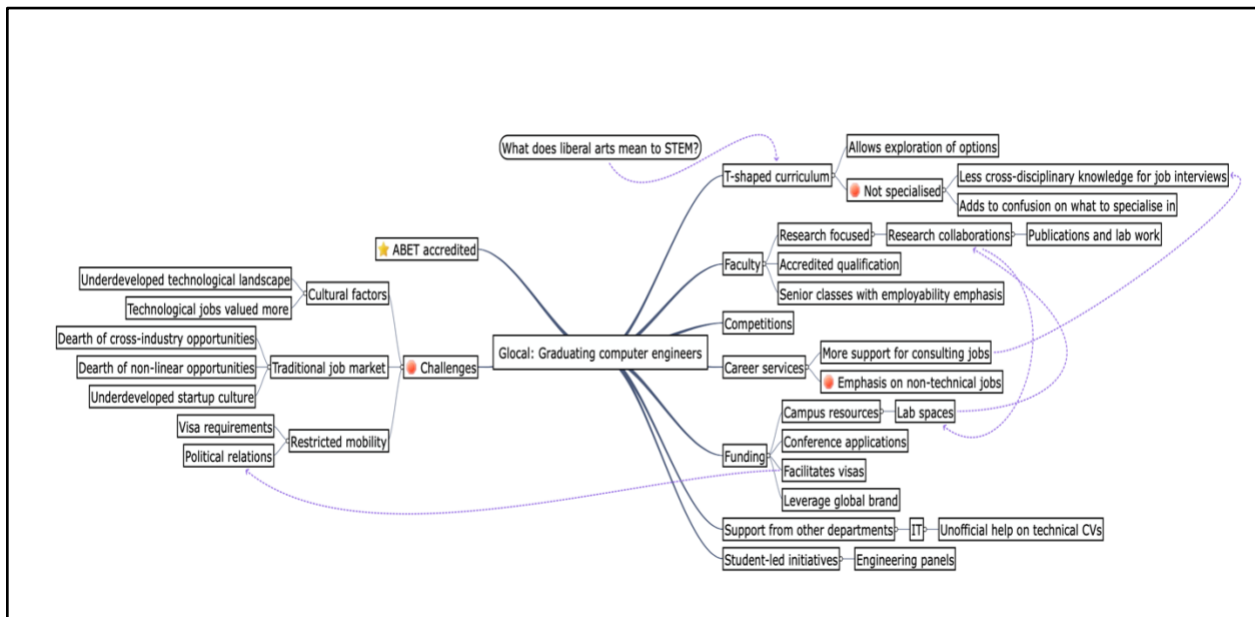 What does liberal arts mean to STEM?
T-shaped curriculum
Allows exploration of options
Not specialised
Less cross-disciplinary knowledge for job interviews
Adds to confusion on what to specialise in
ABET accredited
Faculty
Research focused
Research collaborations
Publications and lab work
Accredited qualification
Senior classes with employability emphasis
Competitions
Glocal: Graduating computer engineers
Career services
More support for consulting jobs
Emphasis on non-technical jobs
Funding
Campus resources
Lab spaces
Conference applications
Facilitates visas
Leverage global brand
Support from other departments
IT
Unofficial help on technical CVs
Student-led initiatives
Engineering panels
Challenges
Cultural factors
Underdeveloped technological landscape
Technological jobs valued more
Traditional job market
Dearth of cross-industry opportunities
Dearth of non-linear opportunities
Underdeveloped startup culture
Restricted mobility
Visa requirements
Political relations